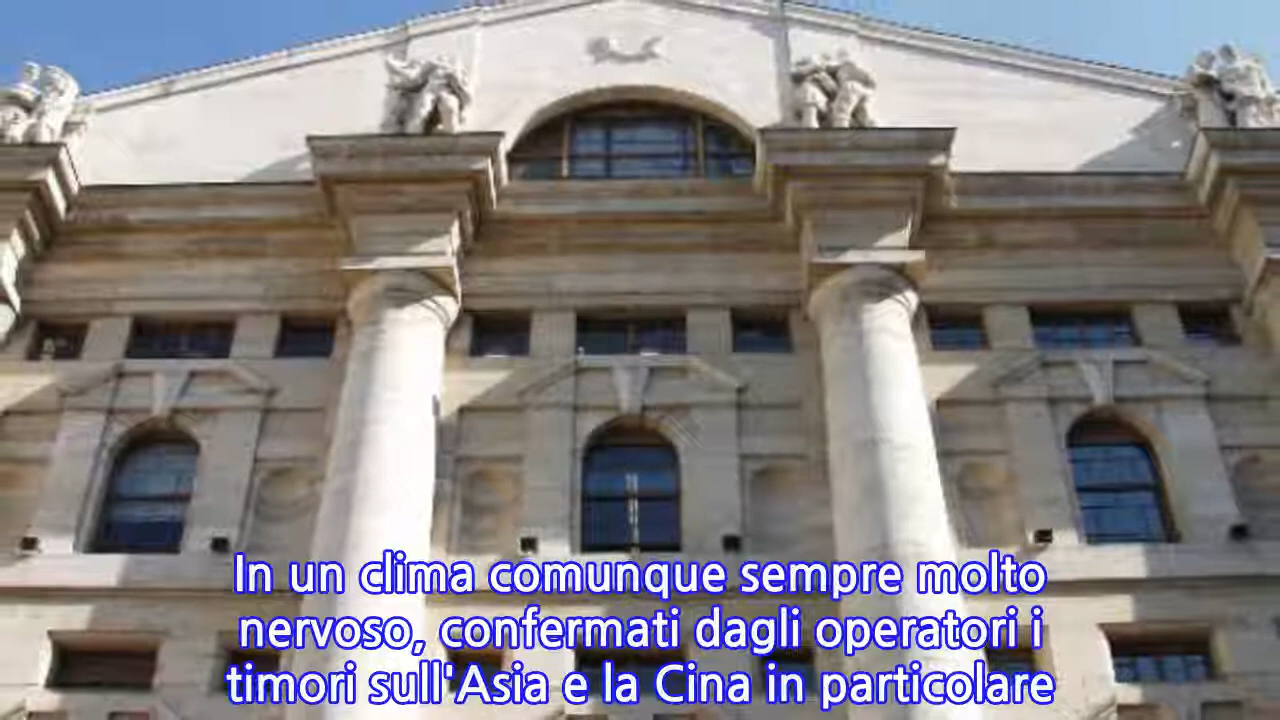 In un clima comunque sempre molto
nervoso, confermati dagli operatori i
timori sull'Asia e la Cina in particolare